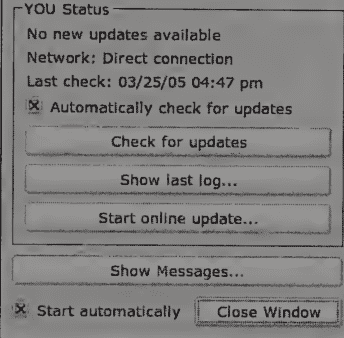 YOU Status
No new updates available
Network: Direct connection
Last check: 03/25/05 04:47 pm
Automatically check for updates
Check for updates
Show last log...
Start online update...
Show Messages...
Start automatically
Close Window